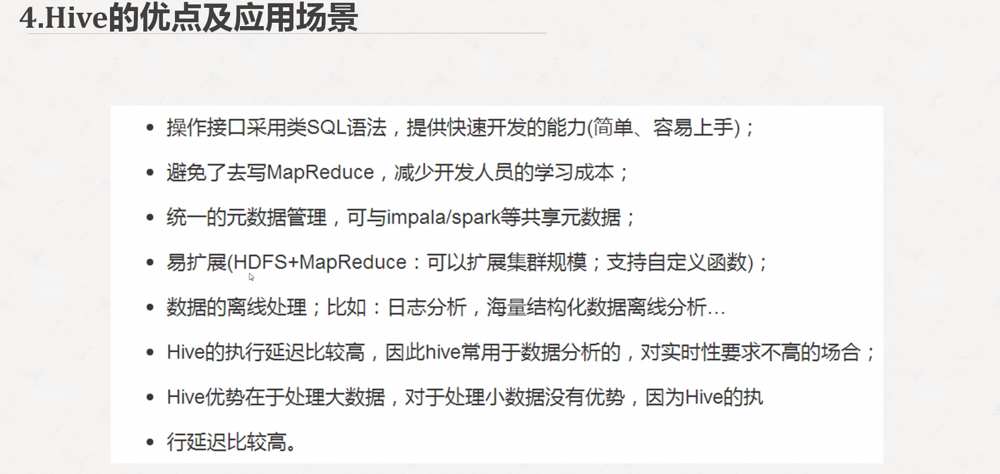 4.Hive的优点及应用场景
• 操作接口采用类SQL语法，提供快速开发的能力(简单、容易上手)；
• 避免了去写MapReduce，减少开发人员的学习成本；
• 统一的元数据管理，可与impala/spark等共享元数据；
• 易扩展(HDFS+MapReduce：可以扩展集群规模；支持自定义函数)；
• 数据的离线处理；比如：日志分析，海量结构化数据离线分析…
• Hive的执行延迟比较高，因此hive常用于数据分析的，对实时性要求不高的场合；
• Hive优势在于处理大数据，对于处理小数据没有优势，因为Hive的执
• 行延迟比较高。